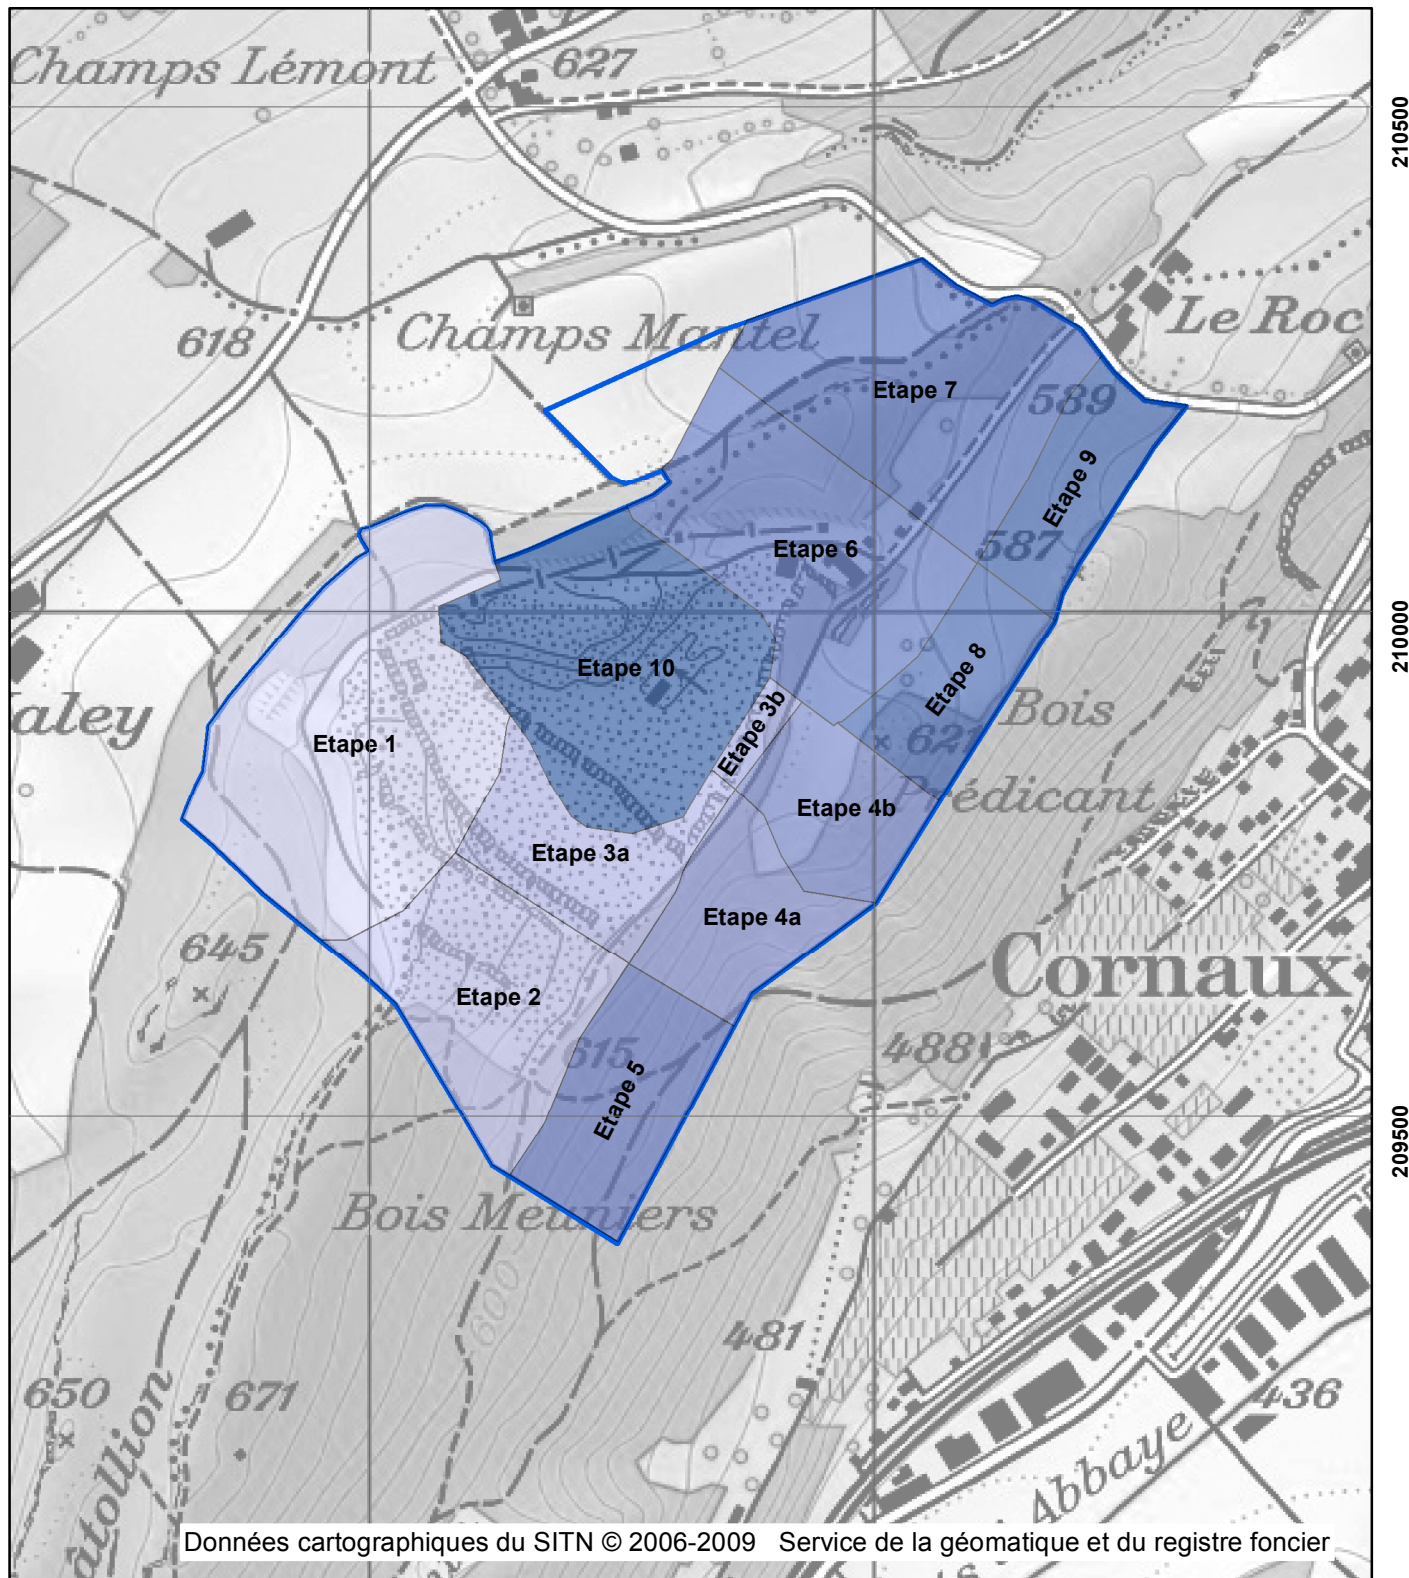 Champs Lémont
627
210500
618
Champs Mantel
Le Roc
Etape 7
589
Etape 9
587
Etape 6
210000
Etape 10
Etape 8
Bois
Prédicant
621
aley
Etape 1
Etape 3b
Etape 4b
Etape 3a
Etape 4a
645
Cornaux
Etape 2
615
488
Etape 5
209500
Bois Meuniers
600
481
650
671
436
Abbaye
âtollion
Données cartographiques du SITN © 2006-2009 Service de la géomatique et du registre foncier